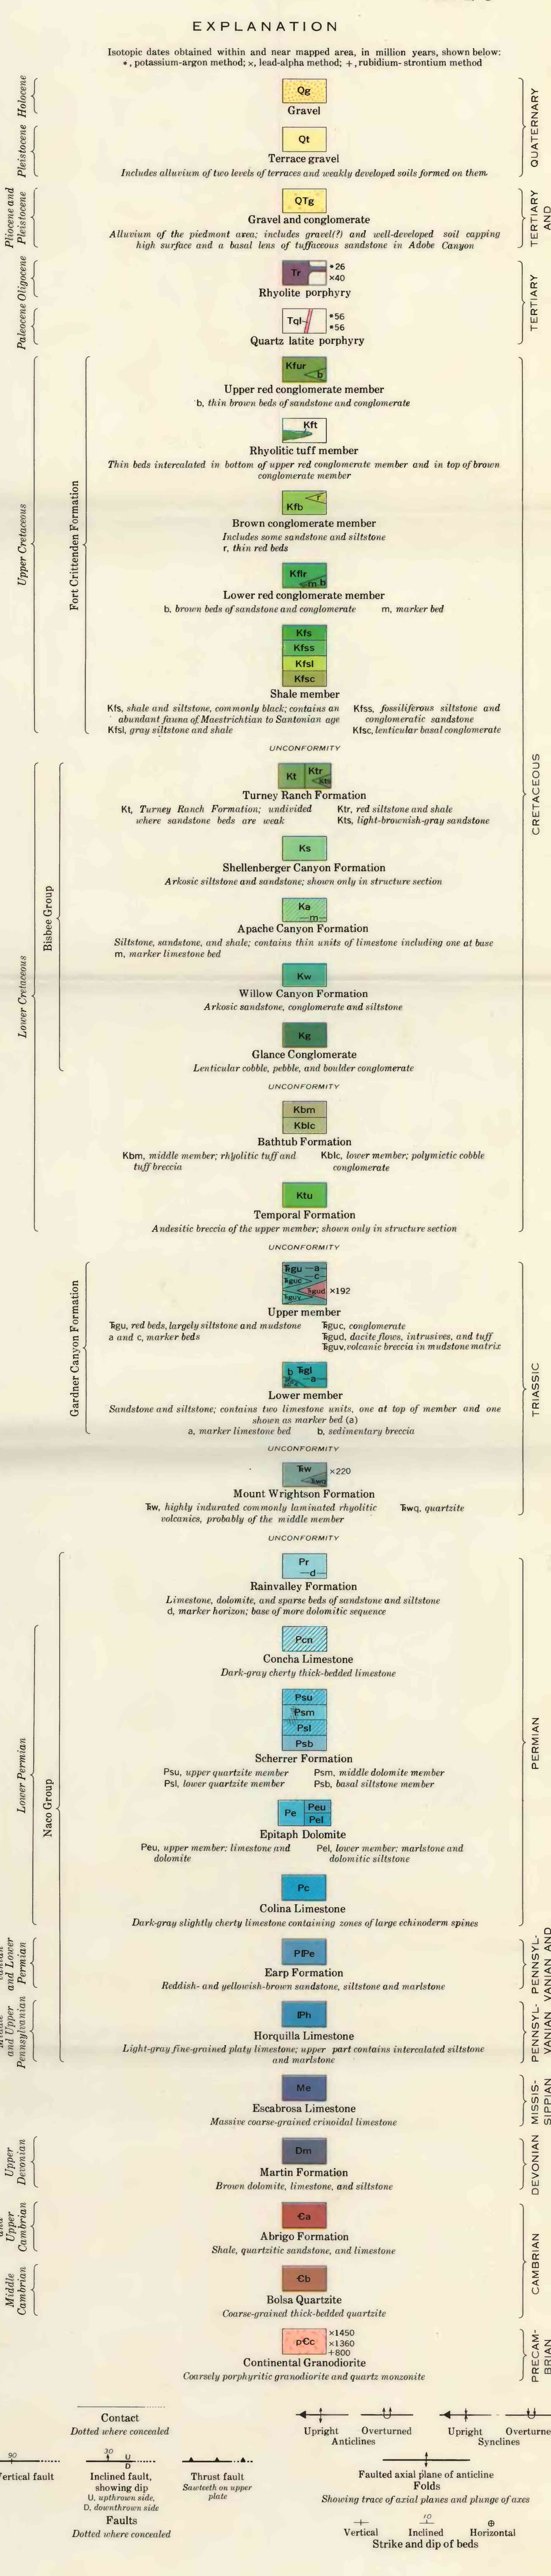 EXPLANATION
Isotopic dates obtained within and near mapped area, in million years, shown below:
*, potassium-argon method; ×, lead-alpha method; +, rubidium-strontium method
Holocene
Qg
Gravel
Pleistocene
Qt
Terrace gravel
Includes alluvium of two levels of terraces and weakly developed soils formed on them
QUATERNARY
Pliocene and
Pleistocene
QTg
Gravel and conglomerate
Alluvium of the piedmont area; includes gravel(?) and well-developed soil capping
high surface and a basal lens of tuffaceous sandstone in Adobe Canyon
TERTIARY
AND
Oligocene
Tr
*26
×40
Rhyolite porphyry
Paleocene
Tql
*56
*56
Quartz latite porphyry
TERTIARY
Upper Cretaceous
Fort Crittenden Formation
Kfur
b
Upper red conglomerate member
b, thin brown beds of sandstone and conglomerate
Kft
Rhyolitic tuff member
Thin beds intercalated in bottom of upper red conglomerate member and in top of brown
conglomerate member
r
Kfb
Brown conglomerate member
Includes some sandstone and siltstone
r, thin red beds
Kflr
m b
Lower red conglomerate member
b, brown beds of sandstone and conglomerate m, marker bed
Kfs
Kfss
Kfsl
Kfsc
Shale member
Kfs, shale and siltstone, commonly black; contains an
abundant fauna of Maestrichtian to Santonian age
Kfsl, gray siltstone and shale
Kfss, fossiliferous siltstone and
conglomeratic sandstone
Kfsc, lenticular basal conglomerate
UNCONFORMITY
CRETACEOUS
Lower Cretaceous
Bisbee Group
Kt
Ktr
Kts
Turney Ranch Formation
Kt, Turney Ranch Formation; undivided
where sandstone beds are weak
Ktr, red siltstone and shale
Kts, light-brownish-gray sandstone
Ks
Shellenberger Canyon Formation
Arkosic siltstone and sandstone; shown only in structure section
Ka
m
Apache Canyon Formation
Siltstone, sandstone, and shale; contains thin units of limestone including one at base
m, marker limestone bed
Kw
Willow Canyon Formation
Arkosic sandstone, conglomerate and siltstone
Kg
Glance Conglomerate
Lenticular cobble, pebble, and boulder conglomerate
UNCONFORMITY
Kbm
Kblc
Bathtub Formation
Kbm, middle member; rhyolitic tuff and
tuff breccia
Kblc, lower member; polymictic cobble
conglomerate
Ktu
Temporal Formation
Andesitic breccia of the upper member; shown only in structure section
UNCONFORMITY
Gardner Canyon Formation
TRIASSIC
Ƭgu
a
c
Ƭguc
Ƭgud
Ƭguv
×192
Upper member
Ƭgu, red beds, largely siltstone and mudstone
a and c, marker beds
Ƭguc, conglomerate
Ƭgud, dacite flows, intrusives, and tuff
Ƭguv, volcanic breccia in mudstone matrix
b
Ƭgl
a
Lower member
Sandstone and siltstone; contains two limestone units, one at top of member and one
shown as marker bed (a)
a, marker limestone bed b, sedimentary breccia
UNCONFORMITY
Ƭw
Ƭwq
×220
Mount Wrightson Formation
Ƭw, highly indurated commonly laminated rhyolitic
volcanics, probably of the middle member
Ƭwq, quartzite
UNCONFORMITY
Lower Permian
Naco Group
PERMIAN
Pr
d
Rainvalley Formation
Limestone, dolomite, and sparse beds of sandstone and siltstone
d, marker horizon; base of more dolomitic sequence
Pcn
Concha Limestone
Dark-gray cherty thick-bedded limestone
Psu
Psm
Psl
Psb
Scherrer Formation
Psu, upper quartzite member
Psl, lower quartzite member
Psm, middle dolomite member
Psb, basal siltstone member
Pe
Peu
Pel
Epitaph Dolomite
Peu, upper member; limestone and
dolomite
Pel, lower member; marlstone and
dolomitic siltstone
Pc
Colina Limestone
Dark-gray slightly cherty limestone containing zones of large echinoderm spines
and Lower
Permian
PℙPe
Earp Formation
Reddish- and yellowish-brown sandstone, siltstone and marlstone
PENNSYL-
VANIAN AND
and Upper
Pennsylvanian
ℙh
Horquilla Limestone
Light-gray fine-grained platy limestone; upper part contains intercalated siltstone
and marlstone
PENNSYL-
VANIAN
Me
Escabrosa Limestone
Massive coarse-grained crinoidal limestone
MISSIS-
SIPPIAN
Upper
Devonian
Dm
Martin Formation
Brown dolomite, limestone, and siltstone
DEVONIAN
and
Upper
Cambrian
Ꞓa
Abrigo Formation
Shale, quartzitic sandstone, and limestone
CAMBRIAN
Middle
Cambrian
Ꞓb
Bolsa Quartzite
Coarse-grained thick-bedded quartzite
pꞒc
×1450
×1360
+800
Continental Granodiorite
Coarsely porphyritic granodiorite and quartz monzonite
PRECAM-
BRIAN
Contact
Dotted where concealed
90
ertical fault
30
U
D
Inclined fault,
showing dip
U, upthrown side,
D, downthrown side
Thrust fault
Sawteeth on upper
plate
Faults
Dotted where concealed
Upright Overturned
Anticlines
Upright Overturne
Synclines
Faulted axial plane of anticline
Folds
Showing trace of axial planes and plunge of axes
10
Vertical Inclined Horizontal
Strike and dip of beds